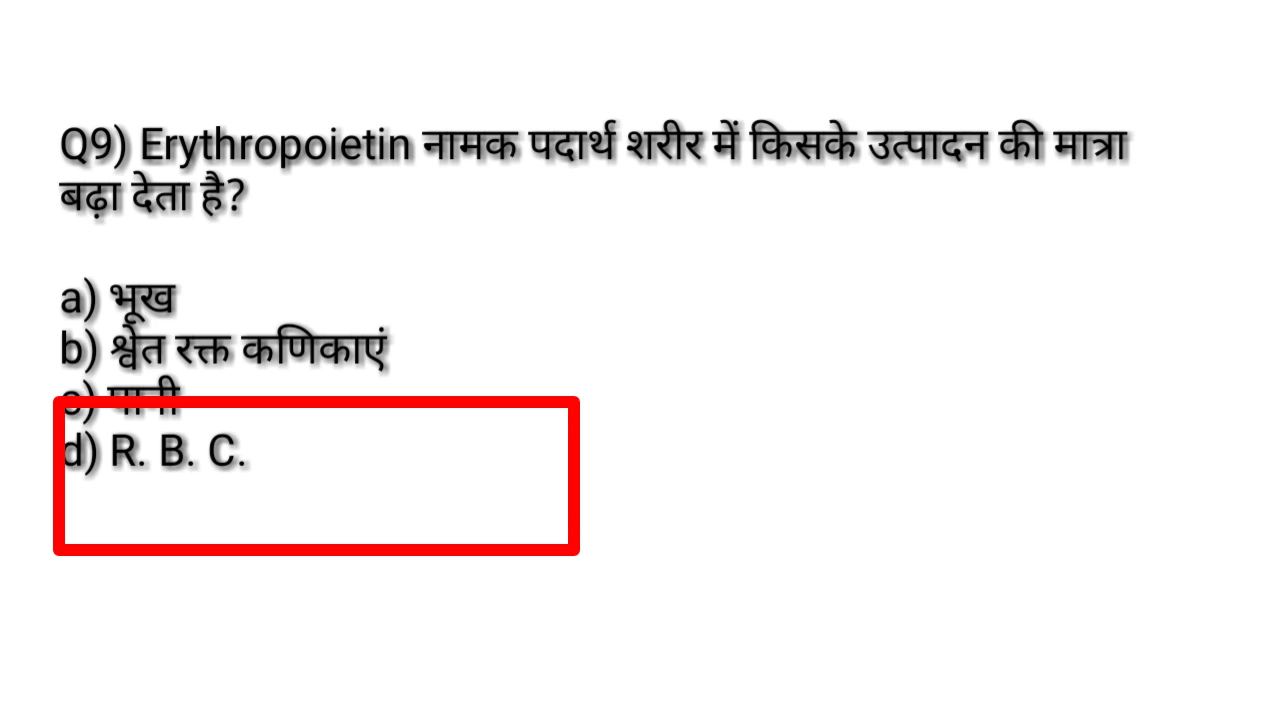 Q9) Erythropoietin नामक पदार्थ शरीर में किसके उत्पादन की मात्रा
बढ़ा देता है?
a) भूख
b) श्वेत रक्त कणिकाएं
c) पानी
d) R. B. C.